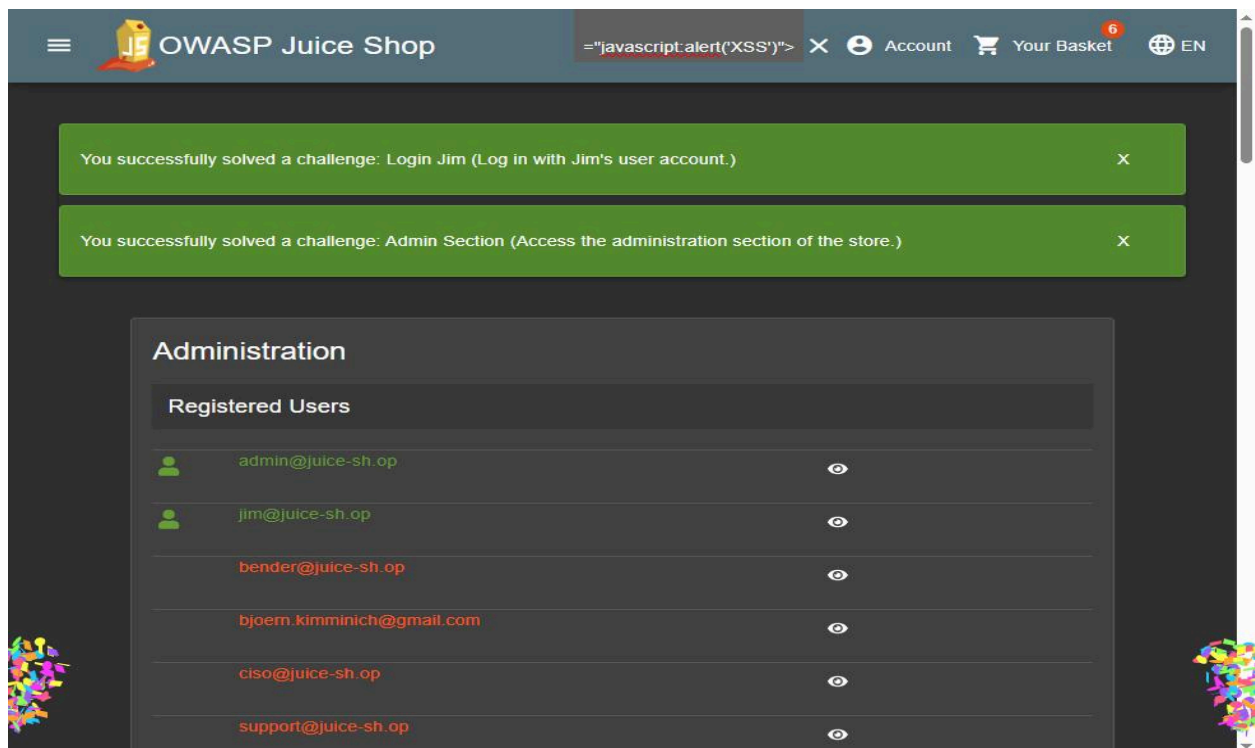 OWASP Juice Shop
="javascript:alert('XSS')">
Account
Your Basket
6
EN
You successfully solved a challenge: Login Jim (Log in with Jim's user account.)
X
You successfully solved a challenge: Admin Section (Access the administration section of the store.)
X
Administration
Registered Users
admin@juice-sh.op
jim@juice-sh.op
bender@juice-sh.op
bjoern.kimminich@gmail.com
ciso@juice-sh.op
support@juice-sh.op